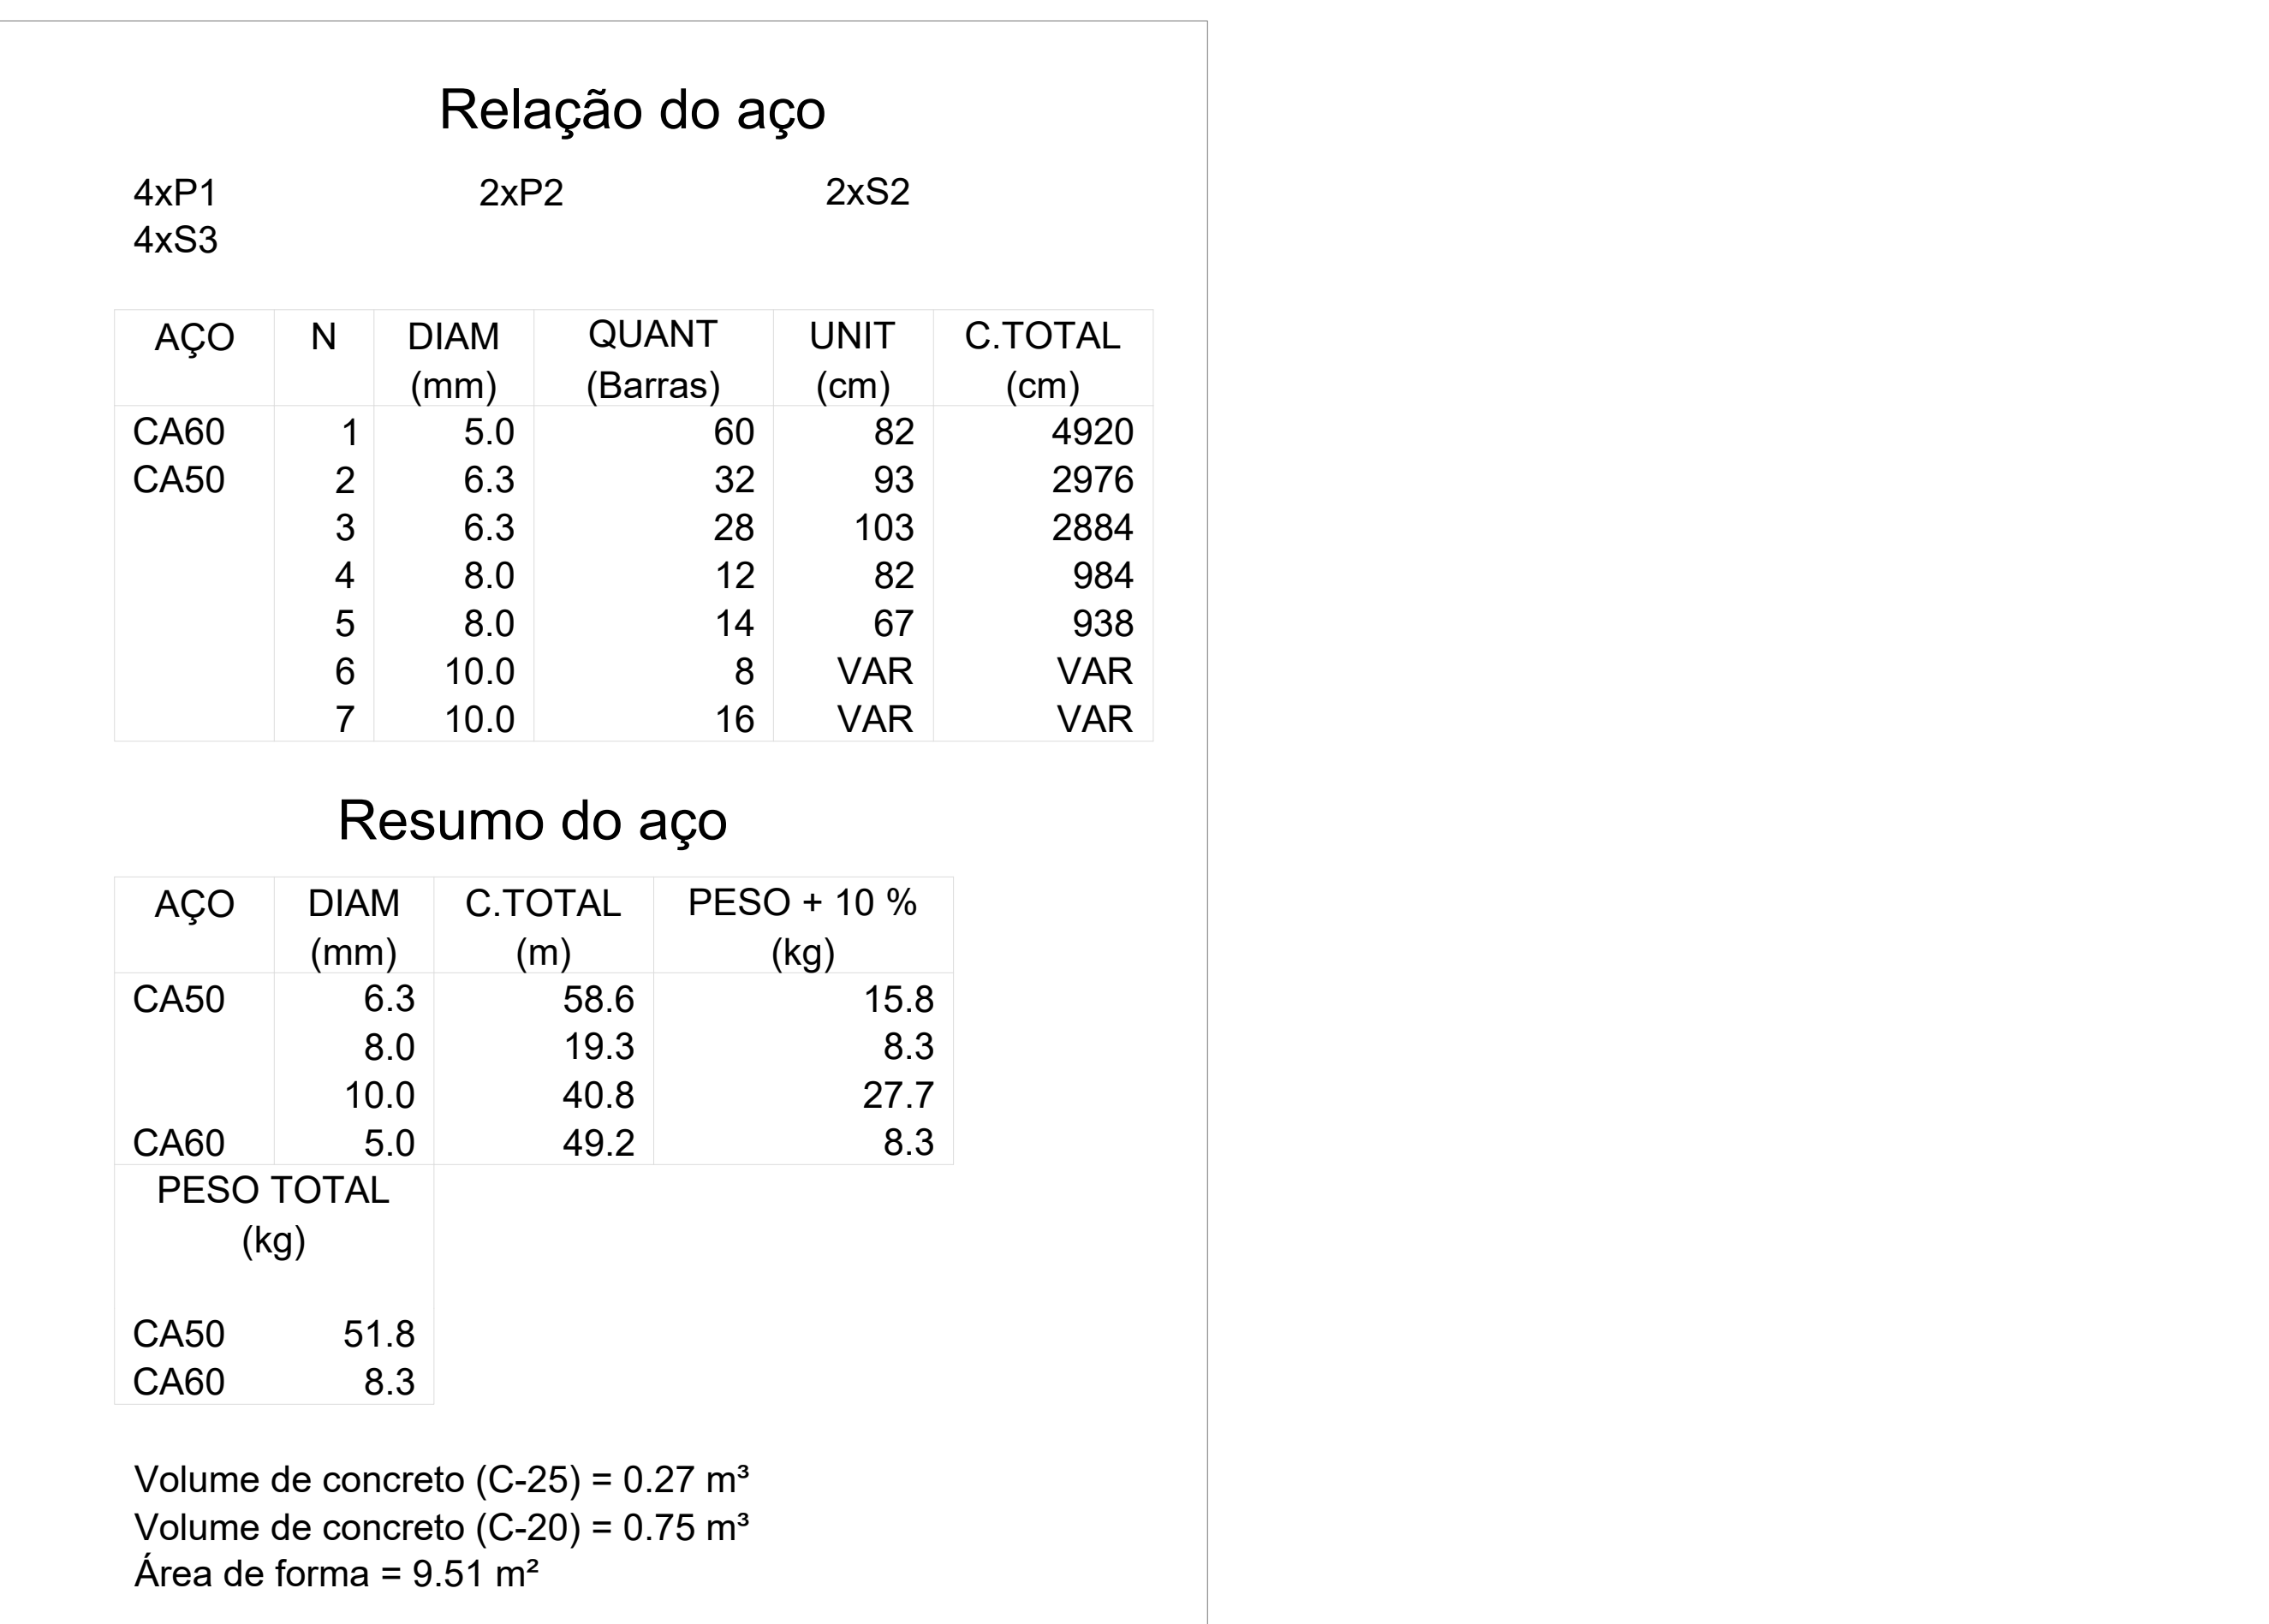 Relação do aço
4xP1 2xP2 2xS2
4xS3
AÇO N DIAM QUANT UNIT C.TOTAL
(mm) (Barras) (cm) (cm)
CA60 1 5.0 60 82 4920
CA50 2 6.3 32 93 2976
3 6.3 28 103 2884
4 8.0 12 82 984
5 8.0 14 67 938
6 10.0 8 VAR VAR
7 10.0 16 VAR VAR
Resumo do aço
AÇO DIAM C.TOTAL PESO + 10 %
(mm) (m) (kg)
CA50 6.3 58.6 15.8
8.0 19.3 8.3
10.0 40.8 27.7
CA60 5.0 49.2 8.3
PESO TOTAL
(kg)
CA50 51.8
CA60 8.3
Volume de concreto (C-25) = 0.27 m³
Volume de concreto (C-20) = 0.75 m³
Área de forma = 9.51 m²